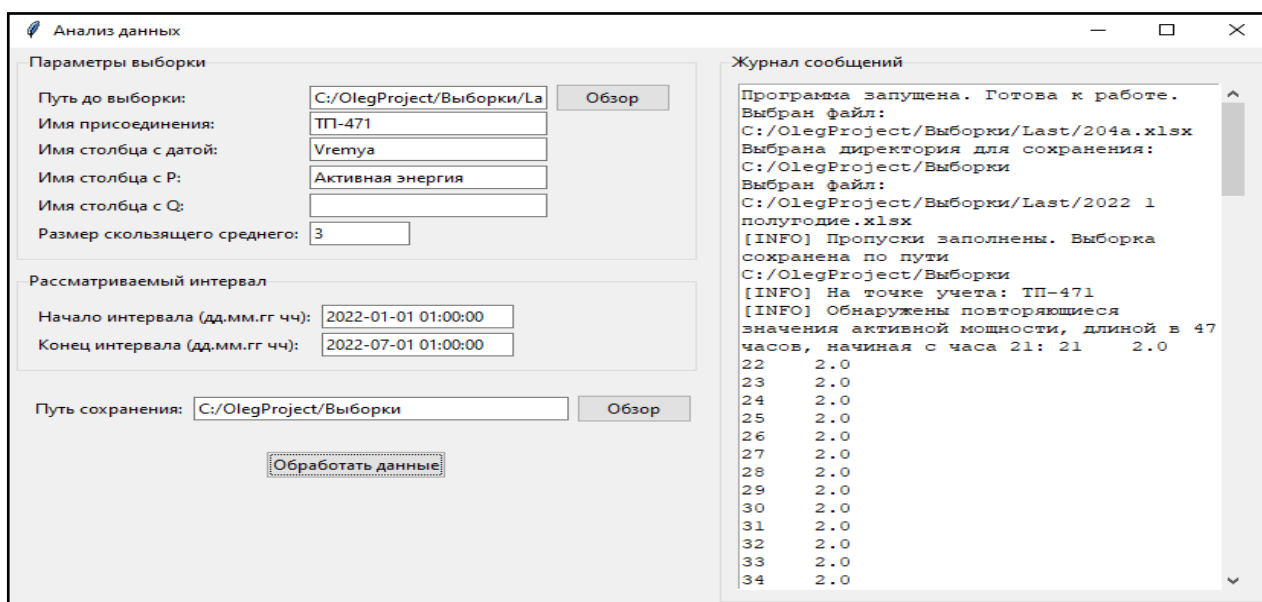 Анализ данных
Параметры выборки
Путь до выборки: C:/OlegProject/Выборки/La Обзор
Имя присоединения: ТП-471
Имя столбца с датой: Vremya
Имя столбца с P: Активная энергия
Имя столбца с Q:
Размер скользящего среднего: 3
Рассматриваемый интервал
Начало интервала (дд.мм.гг чч): 2022-01-01 01:00:00
Конец интервала (дд.мм.гг чч): 2022-07-01 01:00:00
Путь сохранения: C:/OlegProject/Выборки Обзор
Обработать данные
Журнал сообщений
Программа запущена. Готова к работе.
Выбран файл:
C:/OlegProject/Выборки/Last/204a.xlsx
Выбрана директория для сохранения:
C:/OlegProject/Выборки
Выбран файл:
C:/OlegProject/Выборки/Last/2022 1
полугодие.xlsx
[INFO] Пропуски заполнены. Выборка
сохранена по пути
C:/OlegProject/Выборки
[INFO] На точке учета: ТП-471
[INFO] Обнаружены повторяющиеся
значения активной мощности, длиной в 47
часов, начиная с часа 21: 21 2.0
22 2.0
23 2.0
24 2.0
25 2.0
26 2.0
27 2.0
28 2.0
29 2.0
30 2.0
31 2.0
32 2.0
33 2.0
34 2.0